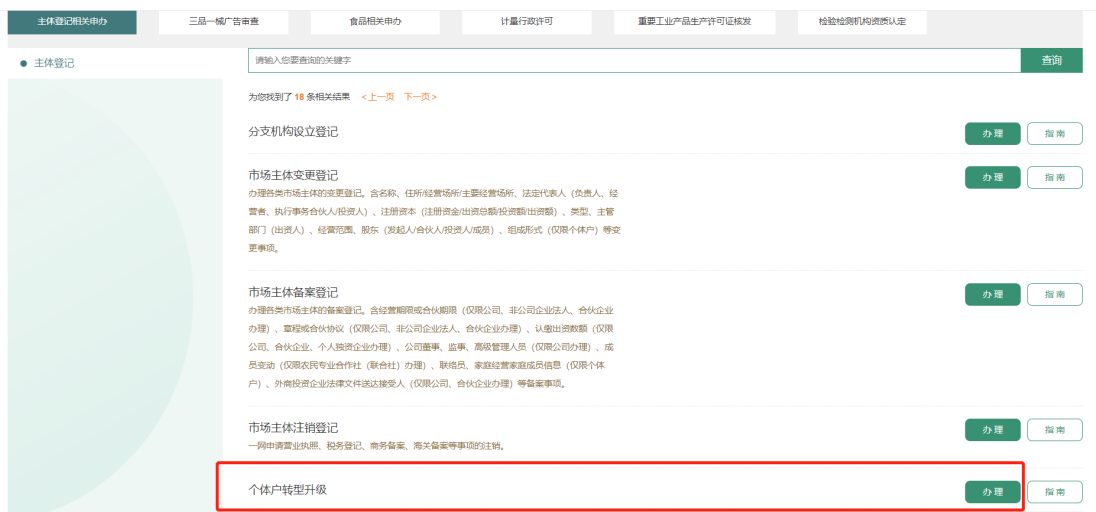 主体登记相关申办 三品一械广告审查 食品相关申办 计量行政许可 重要工业产品生产许可证核发 检验检测机构资质认定
主体登记
请输入您要查询的关键字 查询
为您找到了 18 条相关结果 <上一页 下一页>
分支机构设立登记 办 理 指 南
市场主体变更登记 办 理 指 南
办理各类市场主体的变更登记。含名称、住所/经营场所/主要经营场所、法定代表人（负责人、经
营者、执行事务合伙人/投资人）、注册资本（注册资金/出资总额/投资额/出资额）、类型、主管
部门（出资人）、经营范围、股东（发起人/合伙人/投资人/成员）、组成形式（仅限个体户）等变
更事项。
市场主体备案登记 办 理 指 南
办理各类市场主体的备案登记。含经营期限或合伙期限（仅限公司、非公司企业法人、合伙企业
办理）、章程或合伙协议（仅限公司、非公司企业法人、合伙企业办理）、认缴出资数额（仅限
公司、合伙企业、个人独资企业办理）、公司董事、监事、高级管理人员（仅限公司办理）、成
员变动（仅限农民专业合作社（联合社）办理）、联络员、家庭经营家庭成员信息（仅限个体
户）、外商投资企业法律文件送达接受人（仅限公司、合伙企业办理）等备案事项。
市场主体注销登记 办 理 指 南
一网申请营业执照、税务登记、商务备案、海关备案等事项的注销。
个体户转型升级 办 理 指 南